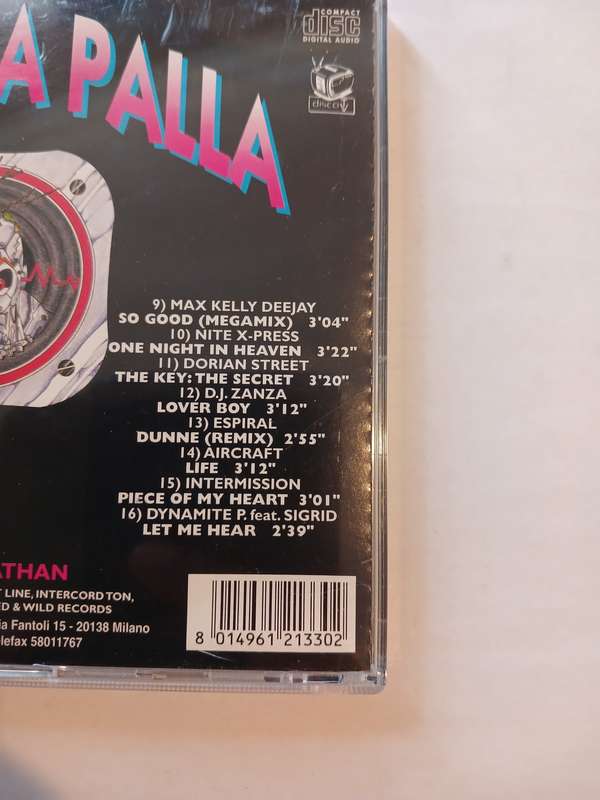 COMPACT
disc
DIGITAL AUDIO
A PALLA
9) MAX KELLY DEEJAY
SO GOOD (MEGAMIX) 3'04"
10) NITE X-PRESS
ONE NIGHT IN HEAVEN 3'22"
11) DORIAN STREET
THE KEY: THE SECRET 3'20"
12) D.J. ZANZA
LOVER BOY 3'12"
13) ESPIRAL
DUNNE (REMIX) 2'55"
14) AIRCRAFT
LIFE 3'12"
15) INTERMISSION
PIECE OF MY HEART 3'01"
16) DYNAMITE P. feat. SIGRID
LET ME HEAR 2'39"
ATHAN
LINE, INTERCORD TON,
ED & WILD RECORDS
ia Fantoli 15 - 20138 Milano
elefax 58011767
8 014961 213302